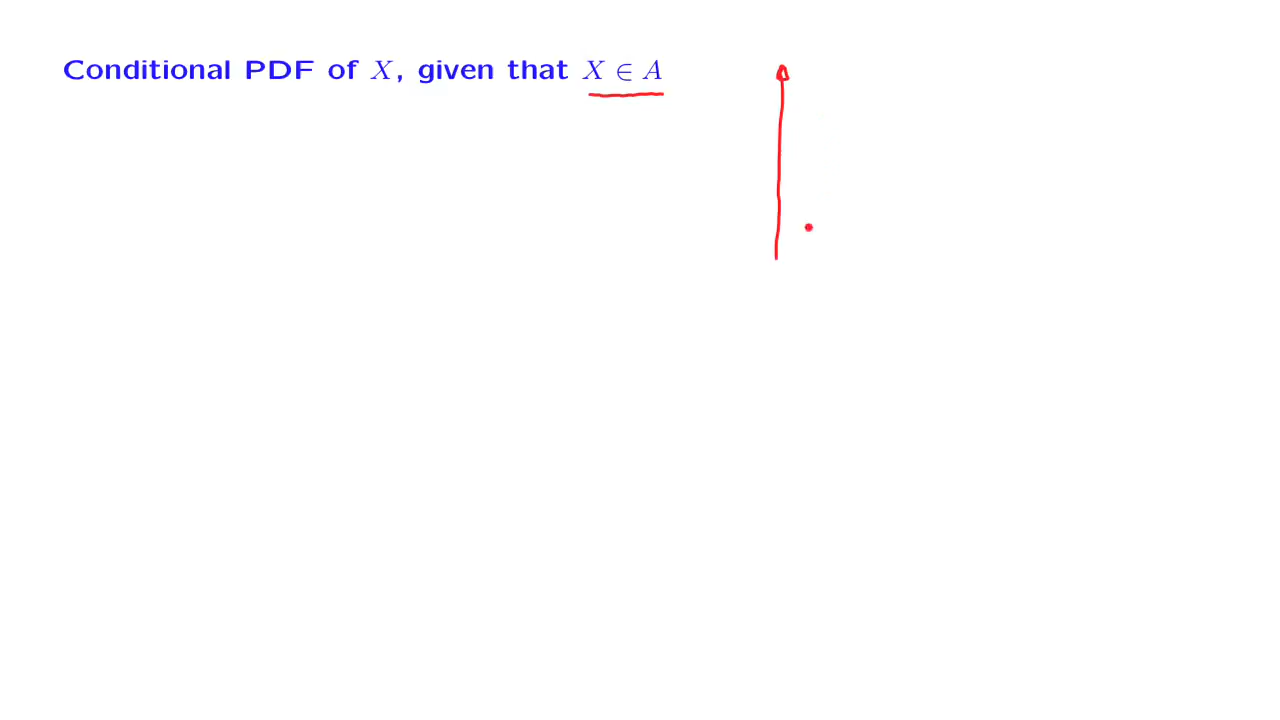 Conditional PDF of X, given that X ∈ A